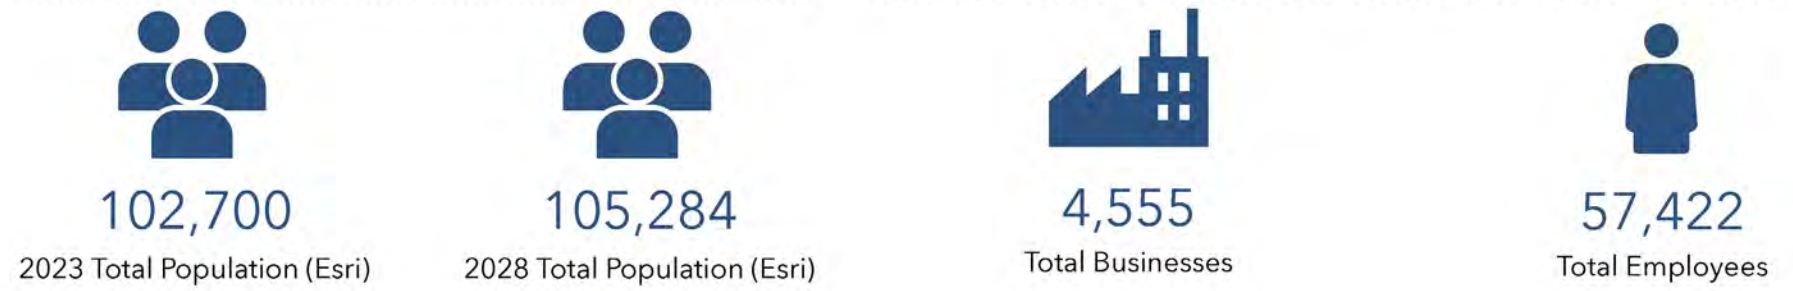 102,700
2023 Total Population (Esri)
105,284
2028 Total Population (Esri)
4,555
Total Businesses
57,422
Total Employees